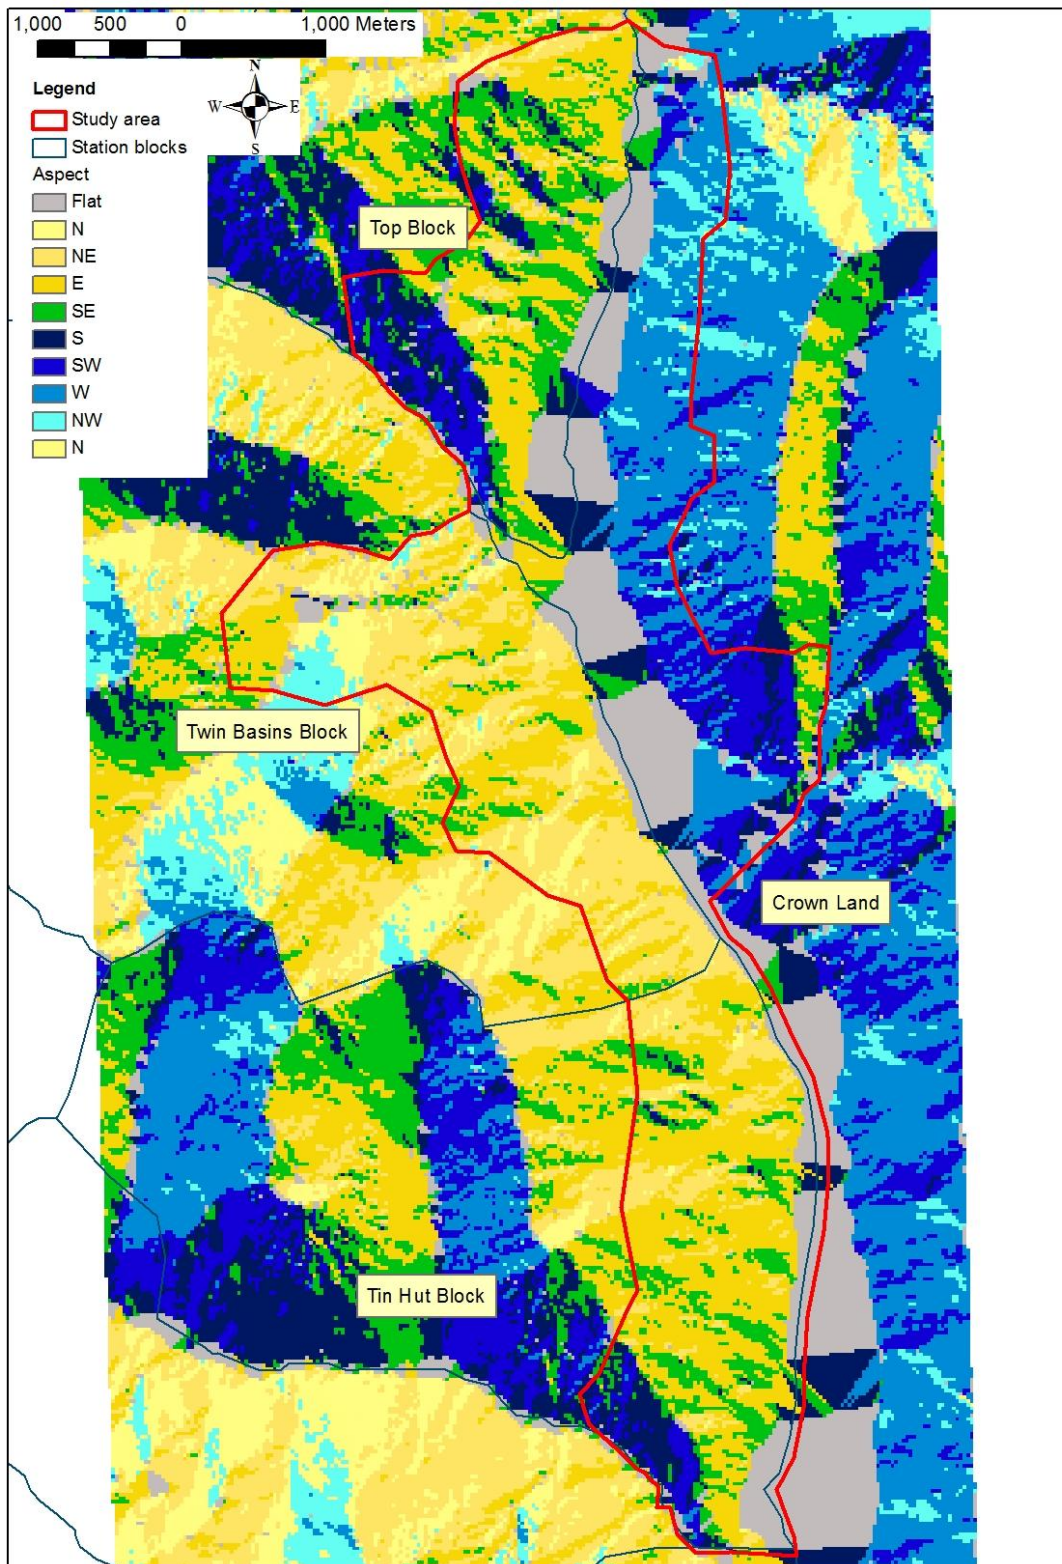 1,000 500 0 1,000 Meters
Legend
Study area
Station blocks
Aspect
Flat
N
NE
E
SE
S
SW
W
NW
N
N
W E
S
Top Block
Twin Basins Block
Crown Land
Tin Hut Block